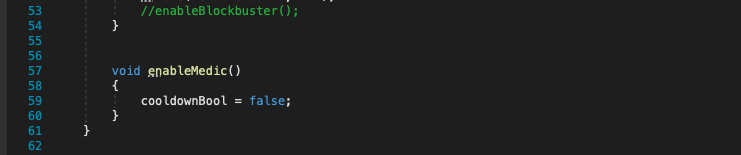 53 //enableBlockbuster();
54 }
55
56
57 void enableMedic()
58 {
59 cooldownBool = false;
60 }
61 }
62